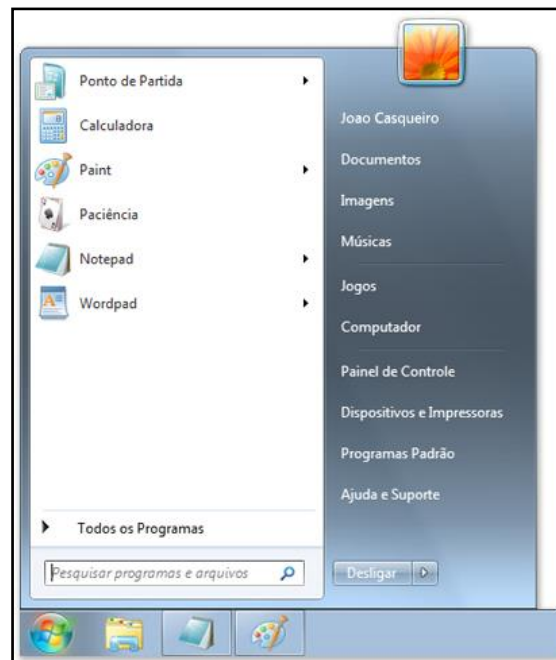 Ponto de Partida
Calculadora
Paint
Paciência
Notepad
Wordpad
Todos os Programas
Pesquisar programas e arquivos
Joao Casqueiro
Documentos
Imagens
Músicas
Jogos
Computador
Painel de Controle
Dispositivos e Impressoras
Programas Padrão
Ajuda e Suporte
Desligar